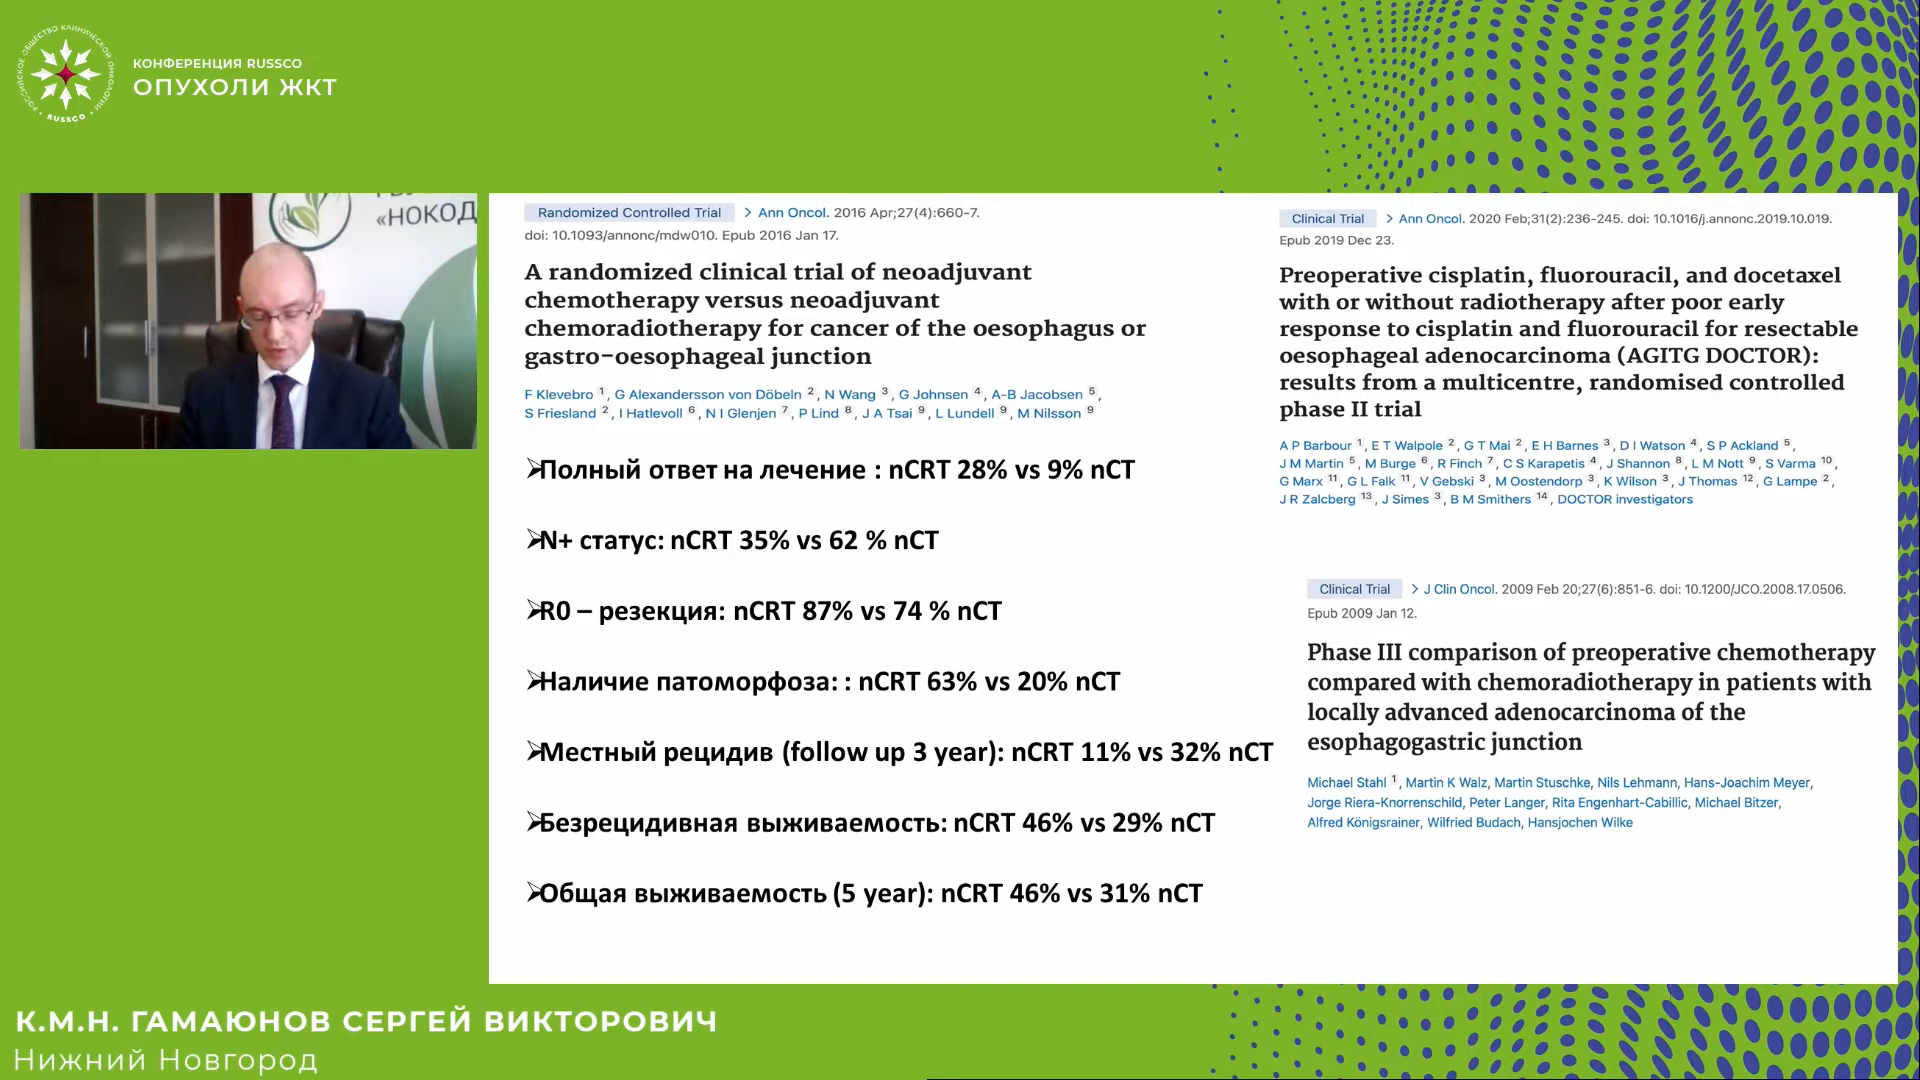 РОССИЙСКОЕ ОБЩЕСТВО КЛИНИЧЕСКОЙ ОНКОЛОГИИ
• RUSSCO •
КОНФЕРЕНЦИЯ RUSSCO
ОПУХОЛИ ЖКТ
«НОКОД
Randomized Controlled Trial > Ann Oncol. 2016 Apr;27(4):660-7.
doi: 10.1093/annonc/mdw010. Epub 2016 Jan 17.
A randomized clinical trial of neoadjuvant
chemotherapy versus neoadjuvant
chemoradiotherapy for cancer of the oesophagus or
gastro-oesophageal junction
F Klevebro 1, G Alexandersson von Döbeln 2, N Wang 3, G Johnsen 4, A-B Jacobsen 5,
S Friesland 2, I Hatlevoll 6, N I Glenjen 7, P Lind 8, J A Tsai 9, L Lundell 9, M Nilsson 9
➢Полный ответ на лечение : nCRT 28% vs 9% nCT
➢N+ статус: nCRT 35% vs 62 % nCT
➢R0 – резекция: nCRT 87% vs 74 % nCT
➢Наличие патоморфоза: : nCRT 63% vs 20% nCT
➢Местный рецидив (follow up 3 year): nCRT 11% vs 32% nCT
➢Безрецидивная выживаемость: nCRT 46% vs 29% nCT
➢Общая выживаемость (5 year): nCRT 46% vs 31% nCT
Clinical Trial > Ann Oncol. 2020 Feb;31(2):236-245. doi: 10.1016/j.annonc.2019.10.019.
Epub 2019 Dec 23.
Preoperative cisplatin, fluorouracil, and docetaxel
with or without radiotherapy after poor early
response to cisplatin and fluorouracil for resectable
oesophageal adenocarcinoma (AGITG DOCTOR):
results from a multicentre, randomised controlled
phase II trial
A P Barbour 1, E T Walpole 2, G T Mai 2, E H Barnes 3, D I Watson 4, S P Ackland 5,
J M Martin 5, M Burge 6, R Finch 7, C S Karapetis 4, J Shannon 8, L M Nott 9, S Varma 10,
G Marx 11, G L Falk 11, V Gebski 3, M Oostendorp 3, K Wilson 3, J Thomas 12, G Lampe 2,
J R Zalcberg 13, J Simes 3, B M Smithers 14, DOCTOR investigators
Clinical Trial > J Clin Oncol. 2009 Feb 20;27(6):851-6. doi: 10.1200/JCO.2008.17.0506.
Epub 2009 Jan 12.
Phase III comparison of preoperative chemotherapy
compared with chemoradiotherapy in patients with
locally advanced adenocarcinoma of the
esophagogastric junction
Michael Stahl 1, Martin K Walz, Martin Stuschke, Nils Lehmann, Hans-Joachim Meyer,
Jorge Riera-Knorrenschild, Peter Langer, Rita Engenhart-Cabillic, Michael Bitzer,
Alfred Königsrainer, Wilfried Budach, Hansjochen Wilke
К.М.Н. ГАМАЮНОВ СЕРГЕЙ ВИКТОРОВИЧ
Нижний Новгород